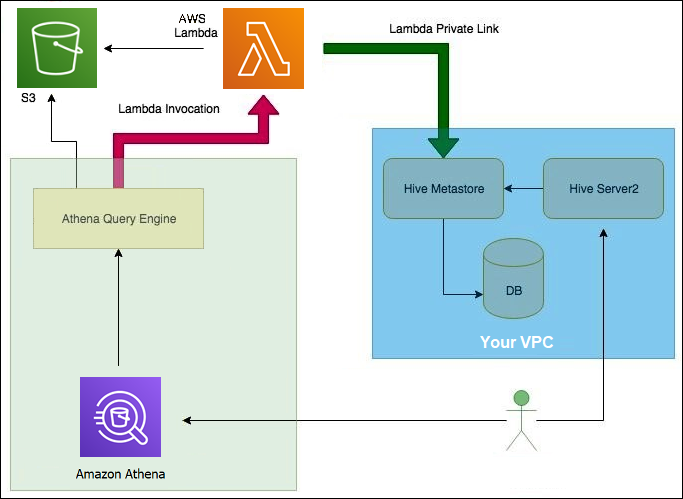 AWS
Lambda
Lambda Private Link
S3
Lambda Invocation
Hive Metastore
Hive Server2
Athena Query Engine
DB
Your VPC
Amazon Athena